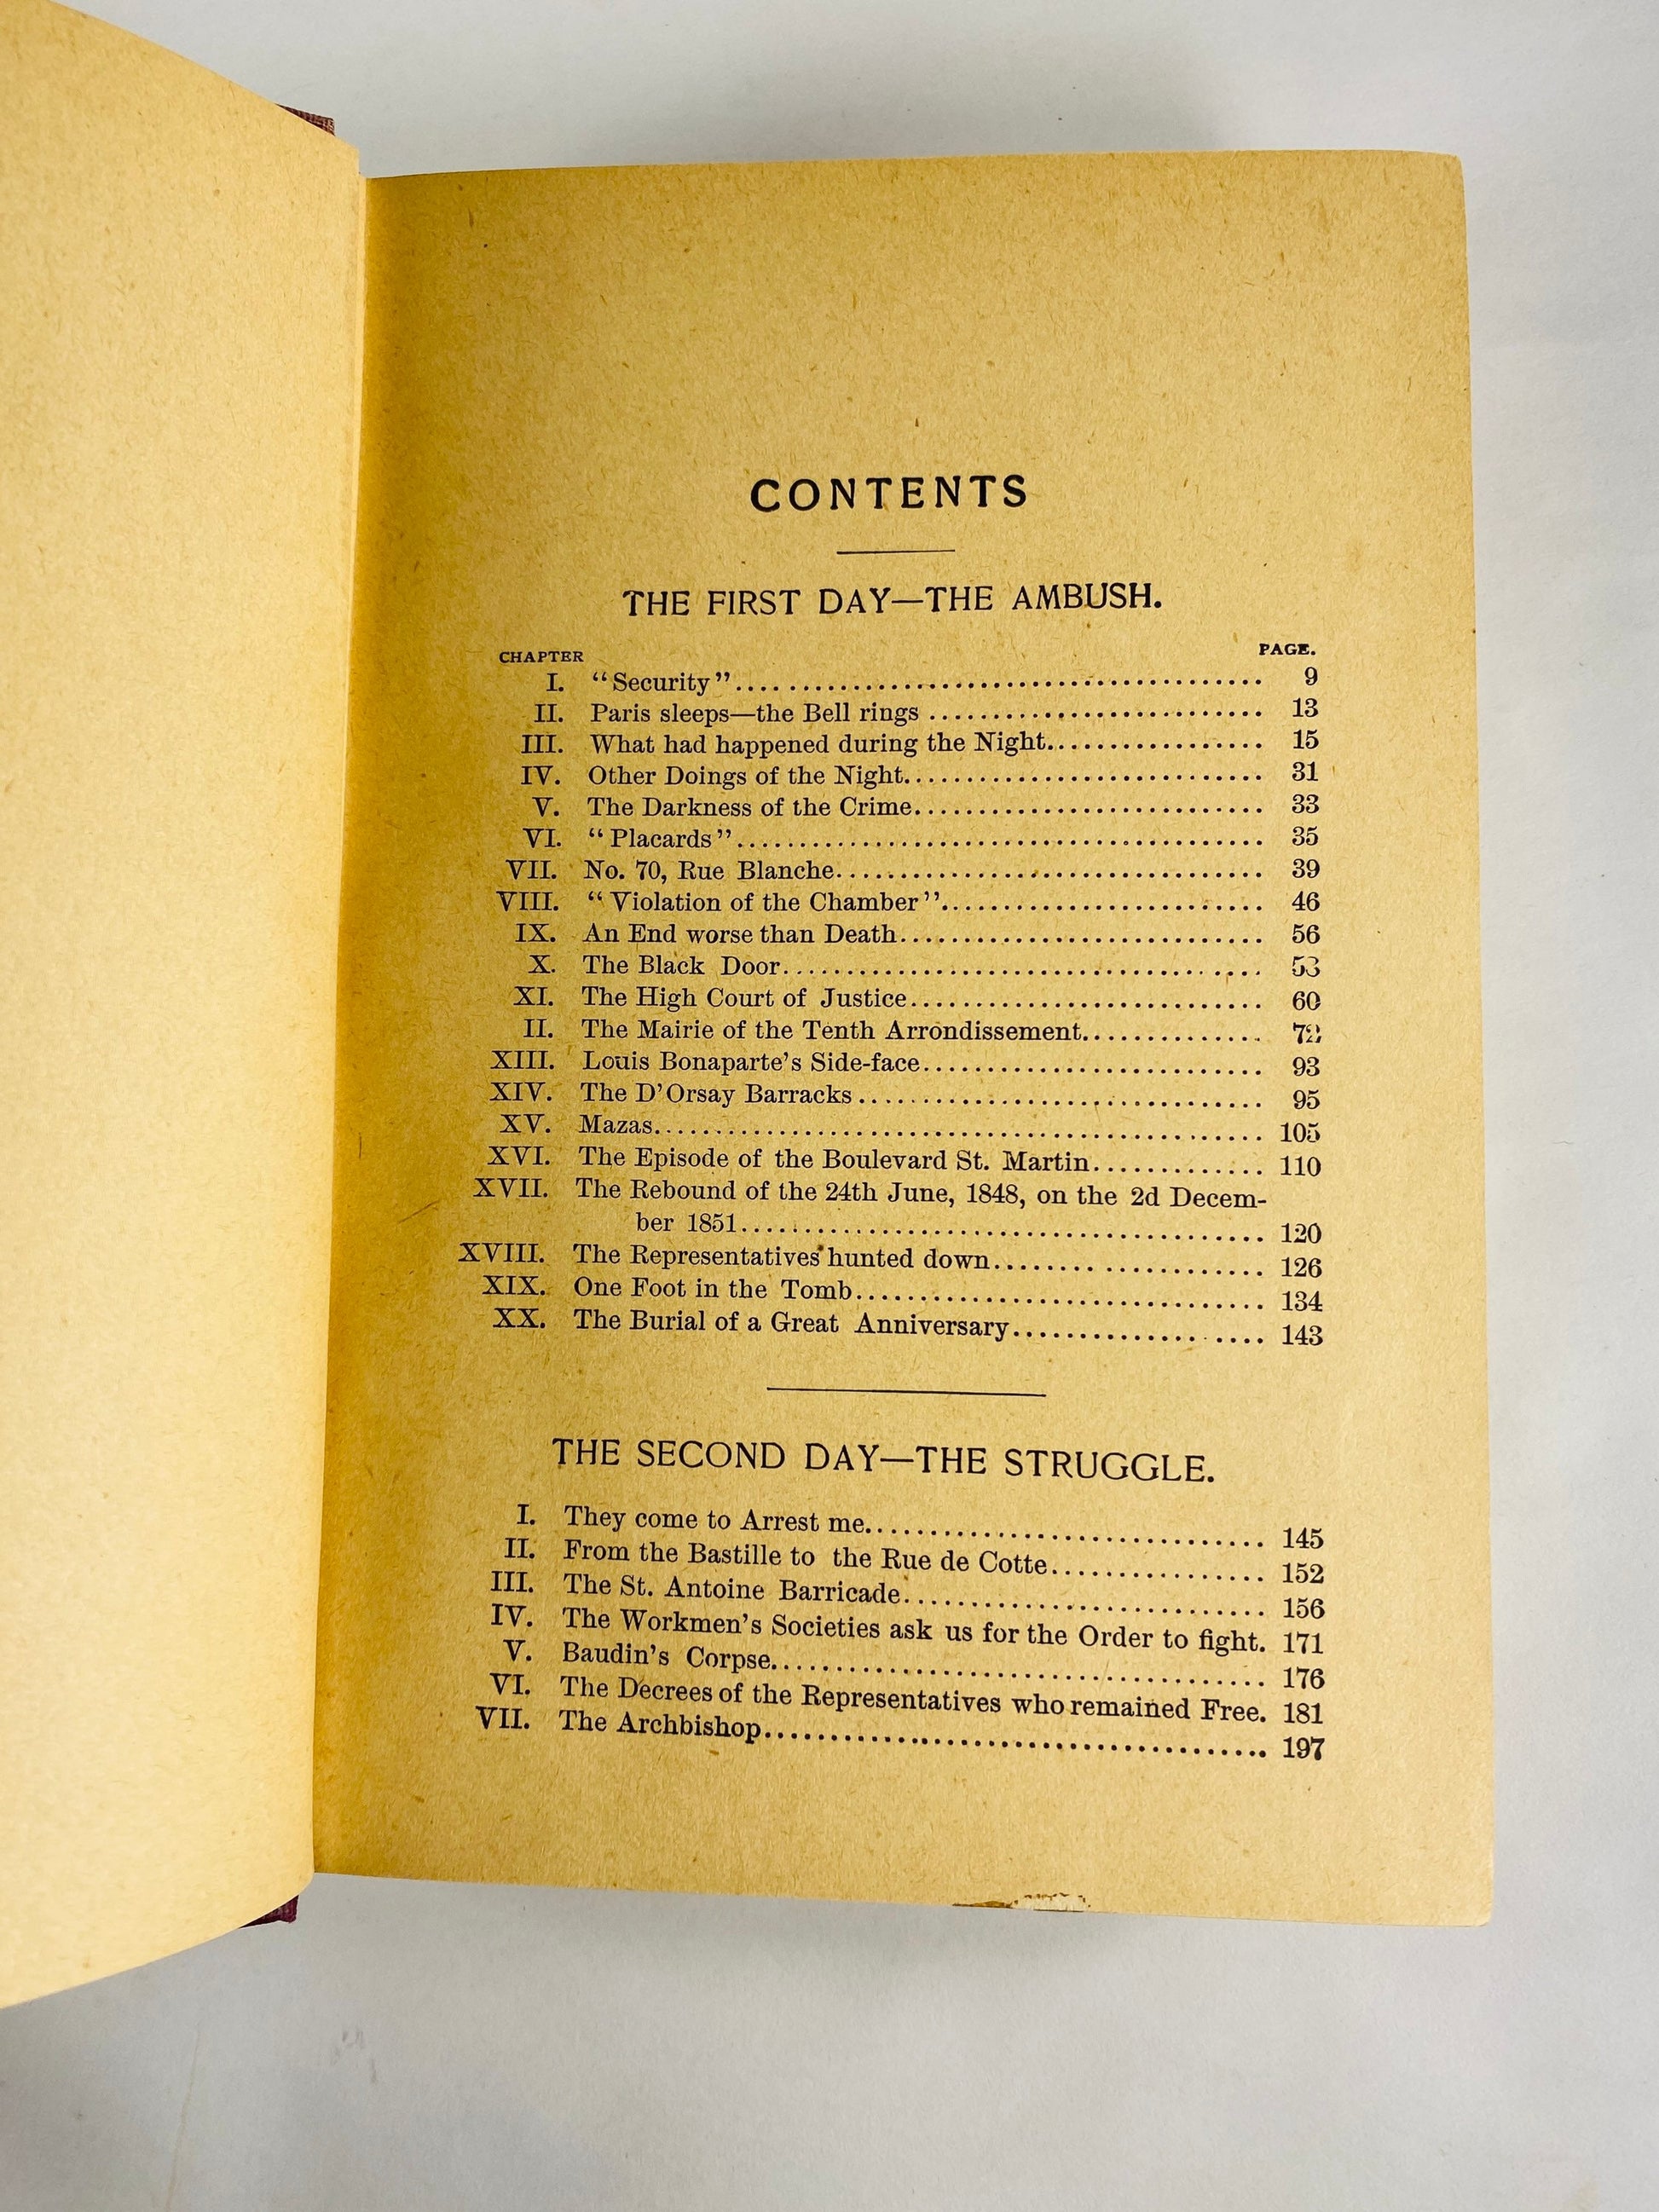 CONTENTS
THE FIRST DAY—THE AMBUSH.
CHAPTER PAGE.
I. "Security" 9
II. Paris sleeps—the Bell rings 13
III. What had happened during the Night 15
IV. Other Doings of the Night 31
V. The Darkness of the Crime 33
VI. "Placards" 35
VII. No. 70, Rue Blanche 39
VIII. "Violation of the Chamber" 46
IX. An End worse than Death 56
X. The Black Door 53
XI. The High Court of Justice 60
II. The Mairie of the Tenth Arrondissement 72
XIII. Louis Bonaparte's Side-face 93
XIV. The D'Orsay Barracks 95
XV. Mazas 105
XVI. The Episode of the Boulevard St. Martin 110
XVII. The Rebound of the 24th June, 1848, on the 2d Decem-
ber 1851 120
XVIII. The Representatives hunted down 126
XIX. One Foot in the Tomb 134
XX. The Burial of a Great Anniversary 143
THE SECOND DAY—THE STRUGGLE.
I. They come to Arrest me 145
II. From the Bastille to the Rue de Cotte 152
III. The St. Antoine Barricade 156
IV. The Workmen's Societies ask us for the Order to fight. 171
V. Baudin's Corpse 176
VI. The Decrees of the Representatives who remained Free. 181
VII. The Archbishop 197